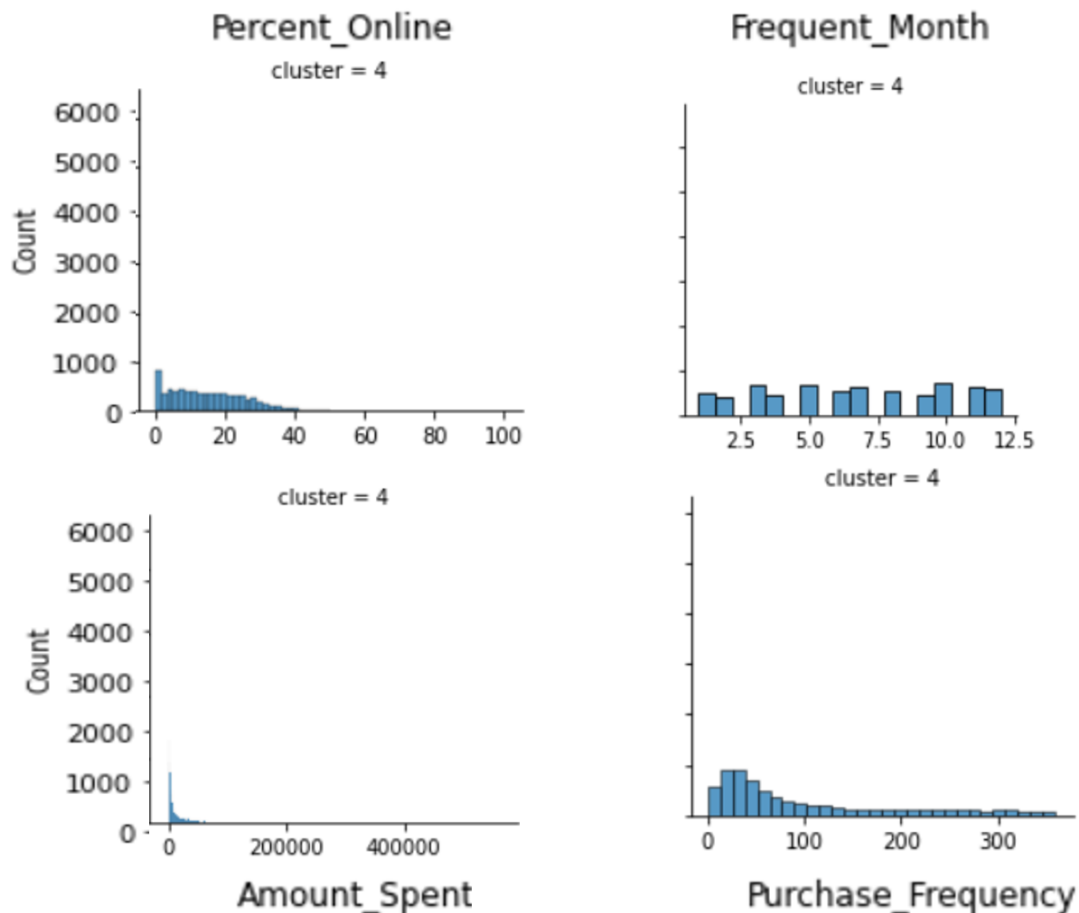 Percent_Online
Frequent_Month
cluster = 4
cluster = 4
6000
5000
4000
3000
2000
1000
0
Count
0 20 40 60 80 100
2.5 5.0 7.5 10.0 12.5
cluster = 4
cluster = 4
6000
5000
4000
3000
2000
1000
0
Count
0 200000 400000
0 100 200 300
Amount_Spent
Purchase_Frequency